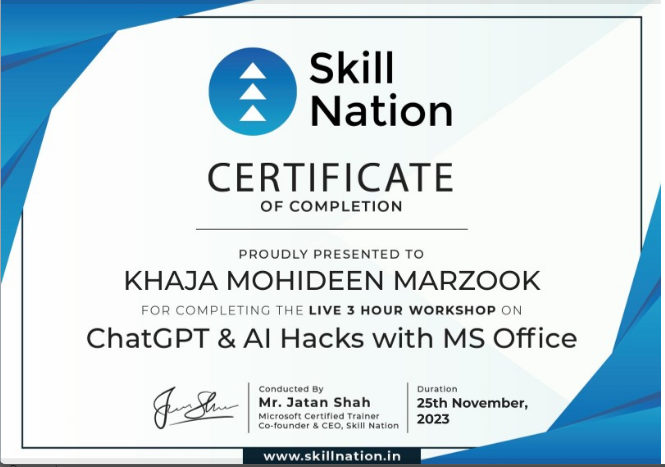 Skill
Nation
CERTIFICATE
OF COMPLETION
PROUDLY PRESENTED TO
KHAJA MOHIDEEN MARZOOK
FOR COMPLETING THE LIVE 3 HOUR WORKSHOP ON
ChatGPT & AI Hacks with MS Office
Conducted By
Mr. Jatan Shah
Microsoft Certified Trainer
Co-founder & CEO, Skill Nation
Duration
25th November,
2023
www.skillnation.in